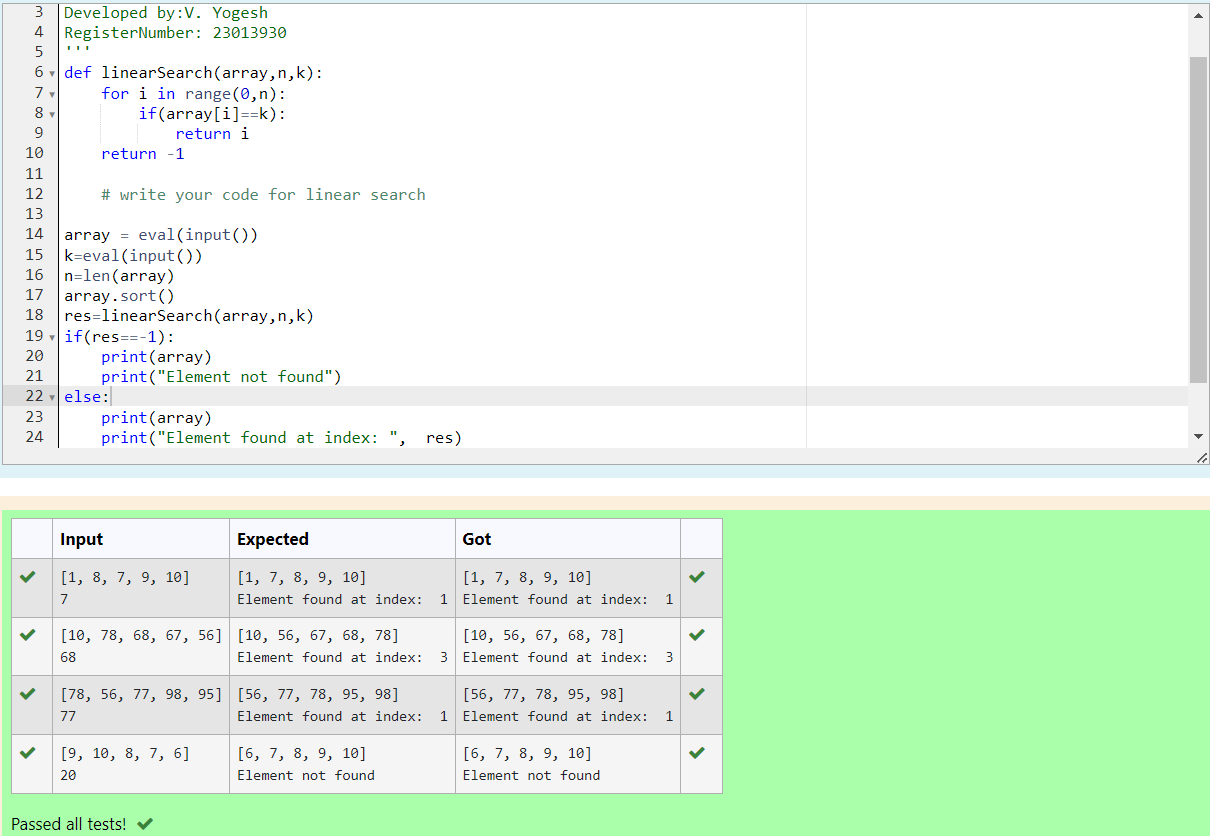 3 Developed by:V. Yogesh
4 RegisterNumber: 23013930
5 '''
6 def linearSearch(array,n,k):
7     for i in range(0,n):
8         if(array[i]==k):
9             return i
10     return -1
11
12     # write your code for linear search
13
14 array = eval(input())
15 k=eval(input())
16 n=len(array)
17 array.sort()
18 res=linearSearch(array,n,k)
19 if(res==-1):
20     print(array)
21     print("Element not found")
22 else:
23     print(array)
24     print("Element found at index: ",  res)
Input Expected Got
[1, 8, 7, 9, 10] [1, 7, 8, 9, 10] [1, 7, 8, 9, 10]
7 Element found at index:  1 Element found at index:  1
[10, 78, 68, 67, 56] [10, 56, 67, 68, 78] [10, 56, 67, 68, 78]
68 Element found at index:  3 Element found at index:  3
[78, 56, 77, 98, 95] [56, 77, 78, 95, 98] [56, 77, 78, 95, 98]
77 Element found at index:  1 Element found at index:  1
[9, 10, 8, 7, 6] [6, 7, 8, 9, 10] [6, 7, 8, 9, 10]
20 Element not found Element not found
Passed all tests!